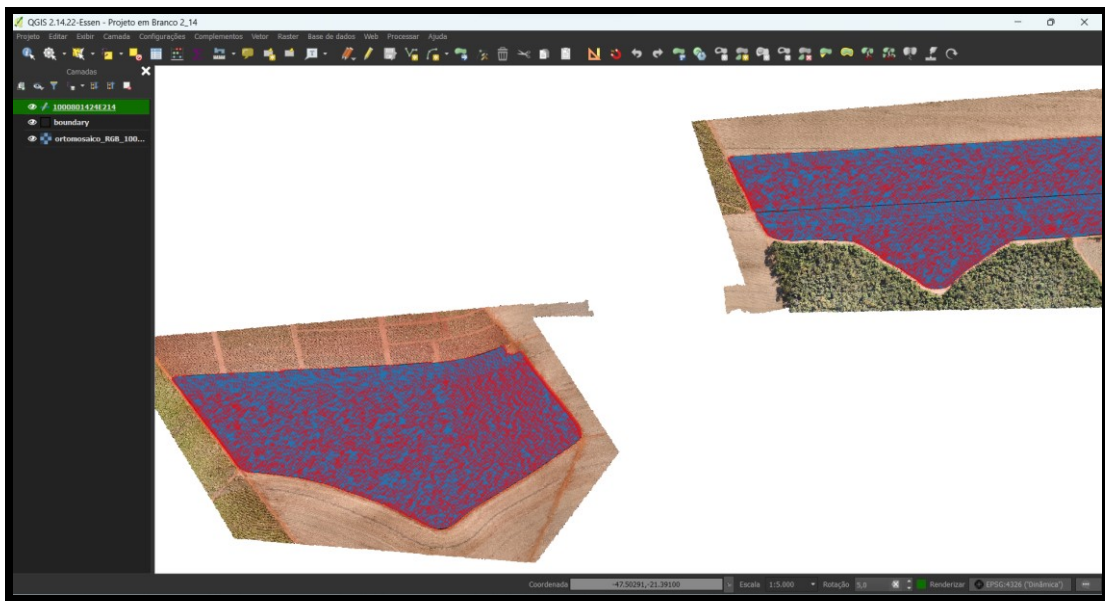 QGIS 2.14.22-Essen - Projeto em Branco 2_14
Projeto Editar Exibir Camada Configurações Complementos Vetor Raster Base de dados Web Processar Ajuda
Camadas
1000801424E214
boundary
ortomosaico_RGB_100...
Coordenada -47.50291,-21.39100 Escala 1:5.000 Rotação 5,0 Renderizar EPSG:4326 ('Dinâmica')